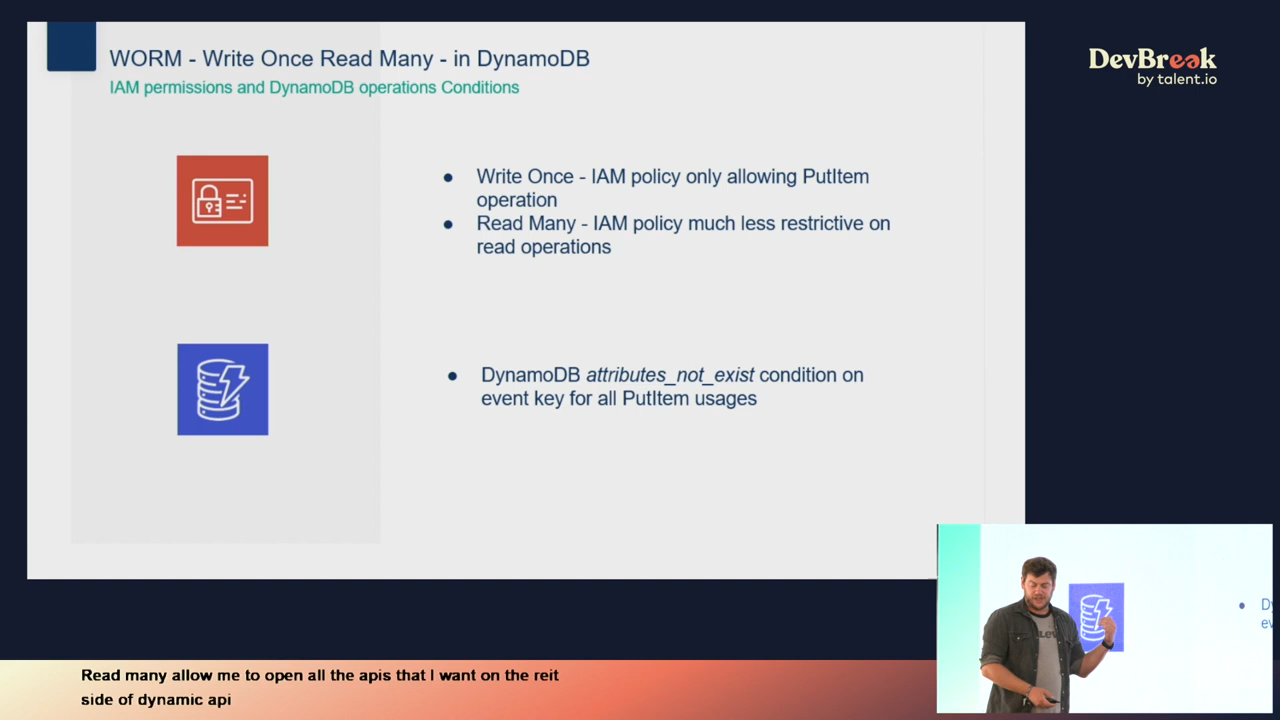 WORM - Write Once Read Many - in DynamoDB
IAM permissions and DynamoDB operations Conditions
DevBreak
by talent.io
● Write Once - IAM policy only allowing PutItem
operation
● Read Many - IAM policy much less restrictive on
read operations
● DynamoDB attributes_not_exist condition on
event key for all PutItem usages
Read many allow me to open all the apis that I want on the reit
side of dynamic api